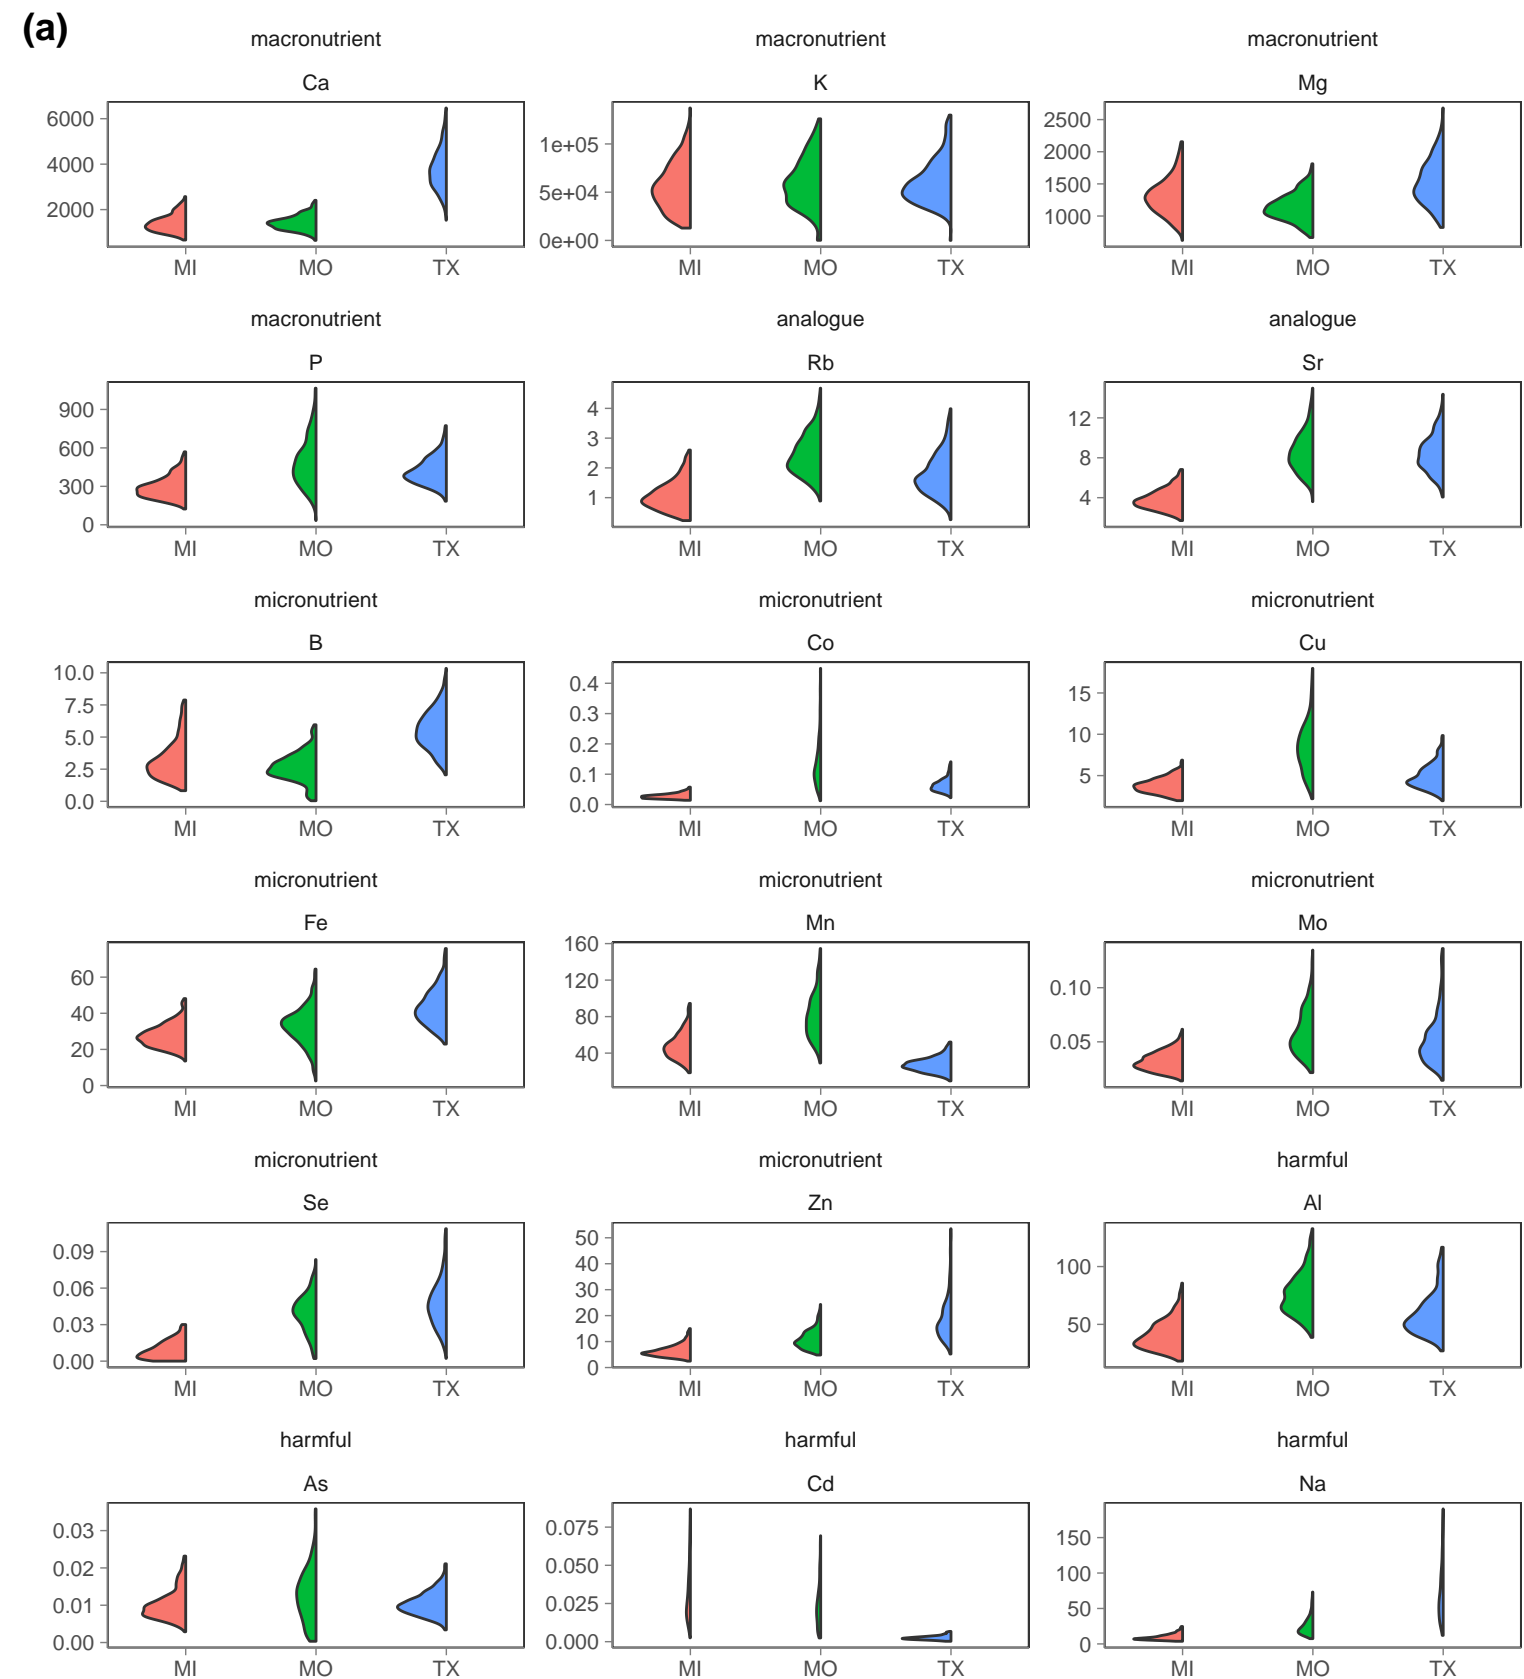 (a)
macronutrient macronutrient macronutrient
Ca K Mg
6000
4000
2000
1e+05
5e+04
0e+00
2500
2000
1500
1000
MI MO TX MI MO TX MI MO TX
macronutrient analogue analogue
P Rb Sr
900
600
300
0
4
3
2
1
12
8
4
MI MO TX MI MO TX MI MO TX
micronutrient micronutrient micronutrient
B Co Cu
10.0
7.5
5.0
2.5
0.0
0.4
0.3
0.2
0.1
0.0
15
10
5
MI MO TX MI MO TX MI MO TX
micronutrient micronutrient micronutrient
Fe Mn Mo
60
40
20
0
160
120
80
40
0.10
0.05
MI MO TX MI MO TX MI MO TX
micronutrient micronutrient harmful
Se Zn Al
0.09
0.06
0.03
0.00
50
40
30
20
10
0
100
50
MI MO TX MI MO TX MI MO TX
harmful harmful harmful
As Cd Na
0.03
0.02
0.01
0.00
0.075
0.050
0.025
0.000
150
100
50
0
MI MO TX MI MO TX MI MO TX